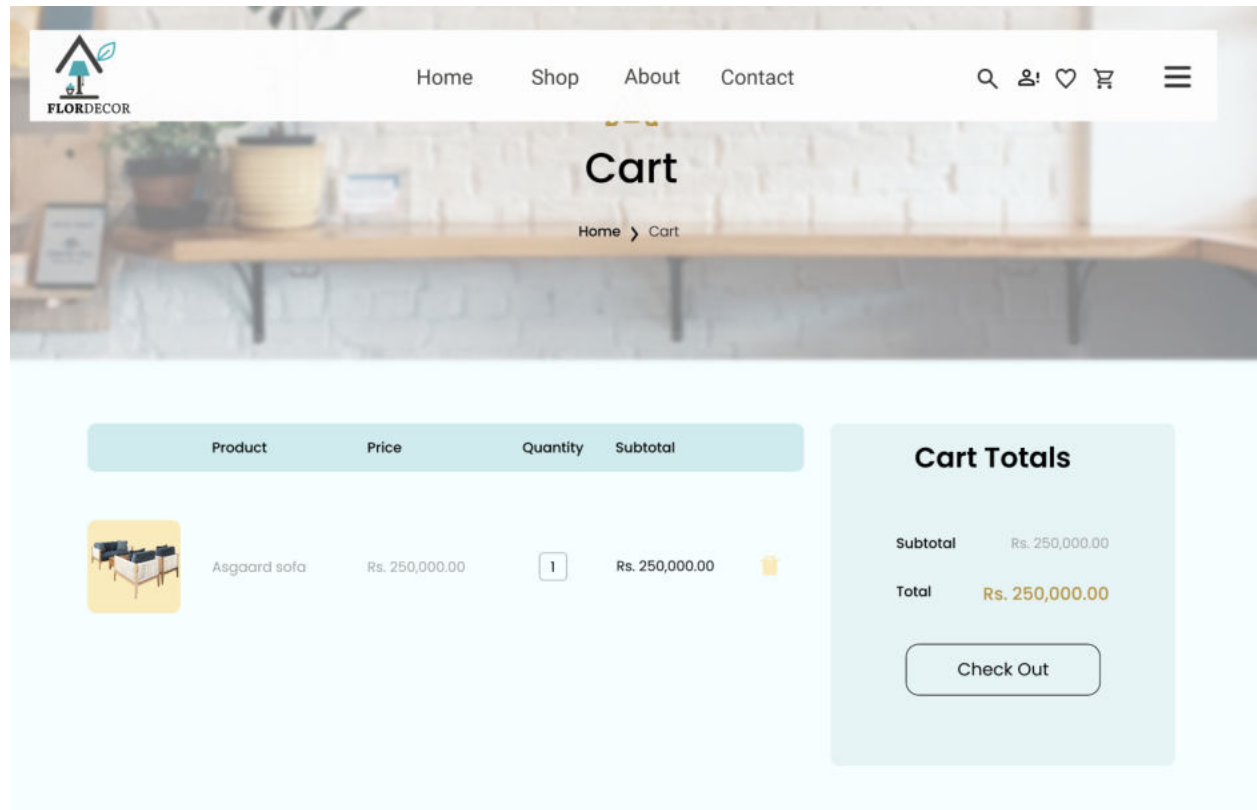 Home Shop About Contact
FLORDECOR
Cart
Home > Cart
Product Price Quantity Subtotal
Asgaard sofa Rs. 250,000.00 1 Rs. 250,000.00
Cart Totals
Subtotal Rs. 250,000.00
Total Rs. 250,000.00
Check Out